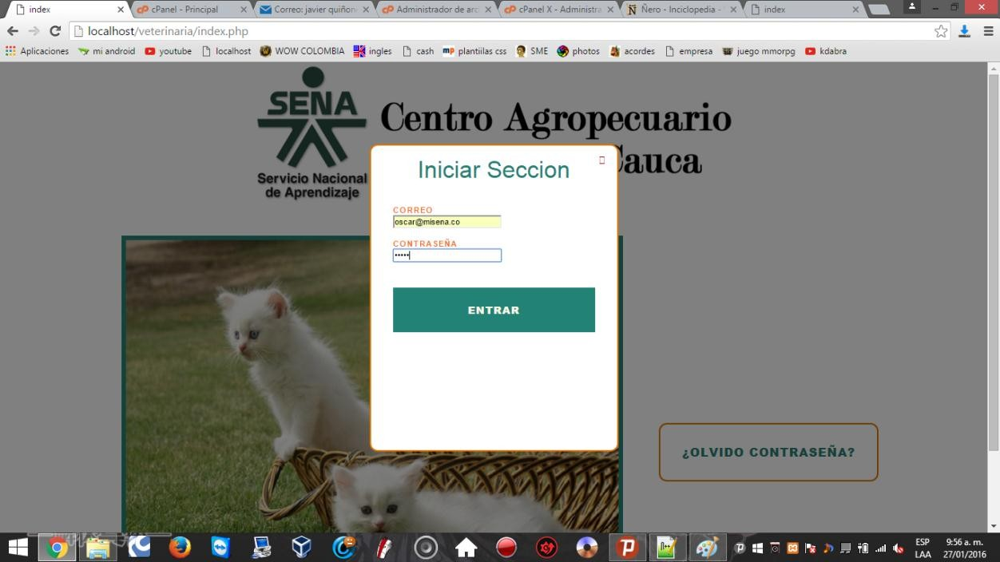 index
cPanel - Principal
Correo: javier quiñone
Administrador de arc
cPanel X - Administra
Ñero - Inciclopedia -
index
localhost/veterinaria/index.php
Aplicaciones
mi android
youtube
localhost
WOW COLOMBIA
ingles
cash
plantiilas css
SME
photos
acordes
empresa
juego mmorpg
kdabra
SENA
Servicio Nacional
de Aprendizaje
Centro Agropecuario
Cauca
Iniciar Seccion
CORREO
oscar@misena.co
CONTRASEÑA
•••••
ENTRAR
¿OLVIDO CONTRASEÑA?
ESP
LAA
9:56 a. m.
27/01/2016